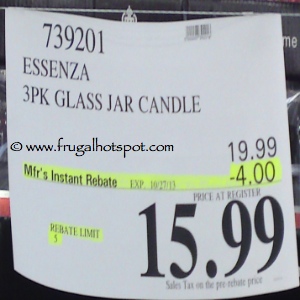 739201
ESSENZA
3PK GLASS JAR CANDLE
© www.frugalhotspot.com
19.99
Mfr's Instant Rebate EXP. 10/27/13 -4.00
PRICE AT REGISTER
15.99
REBATE LIMIT
5
Sales Tax on the pre-rebate price